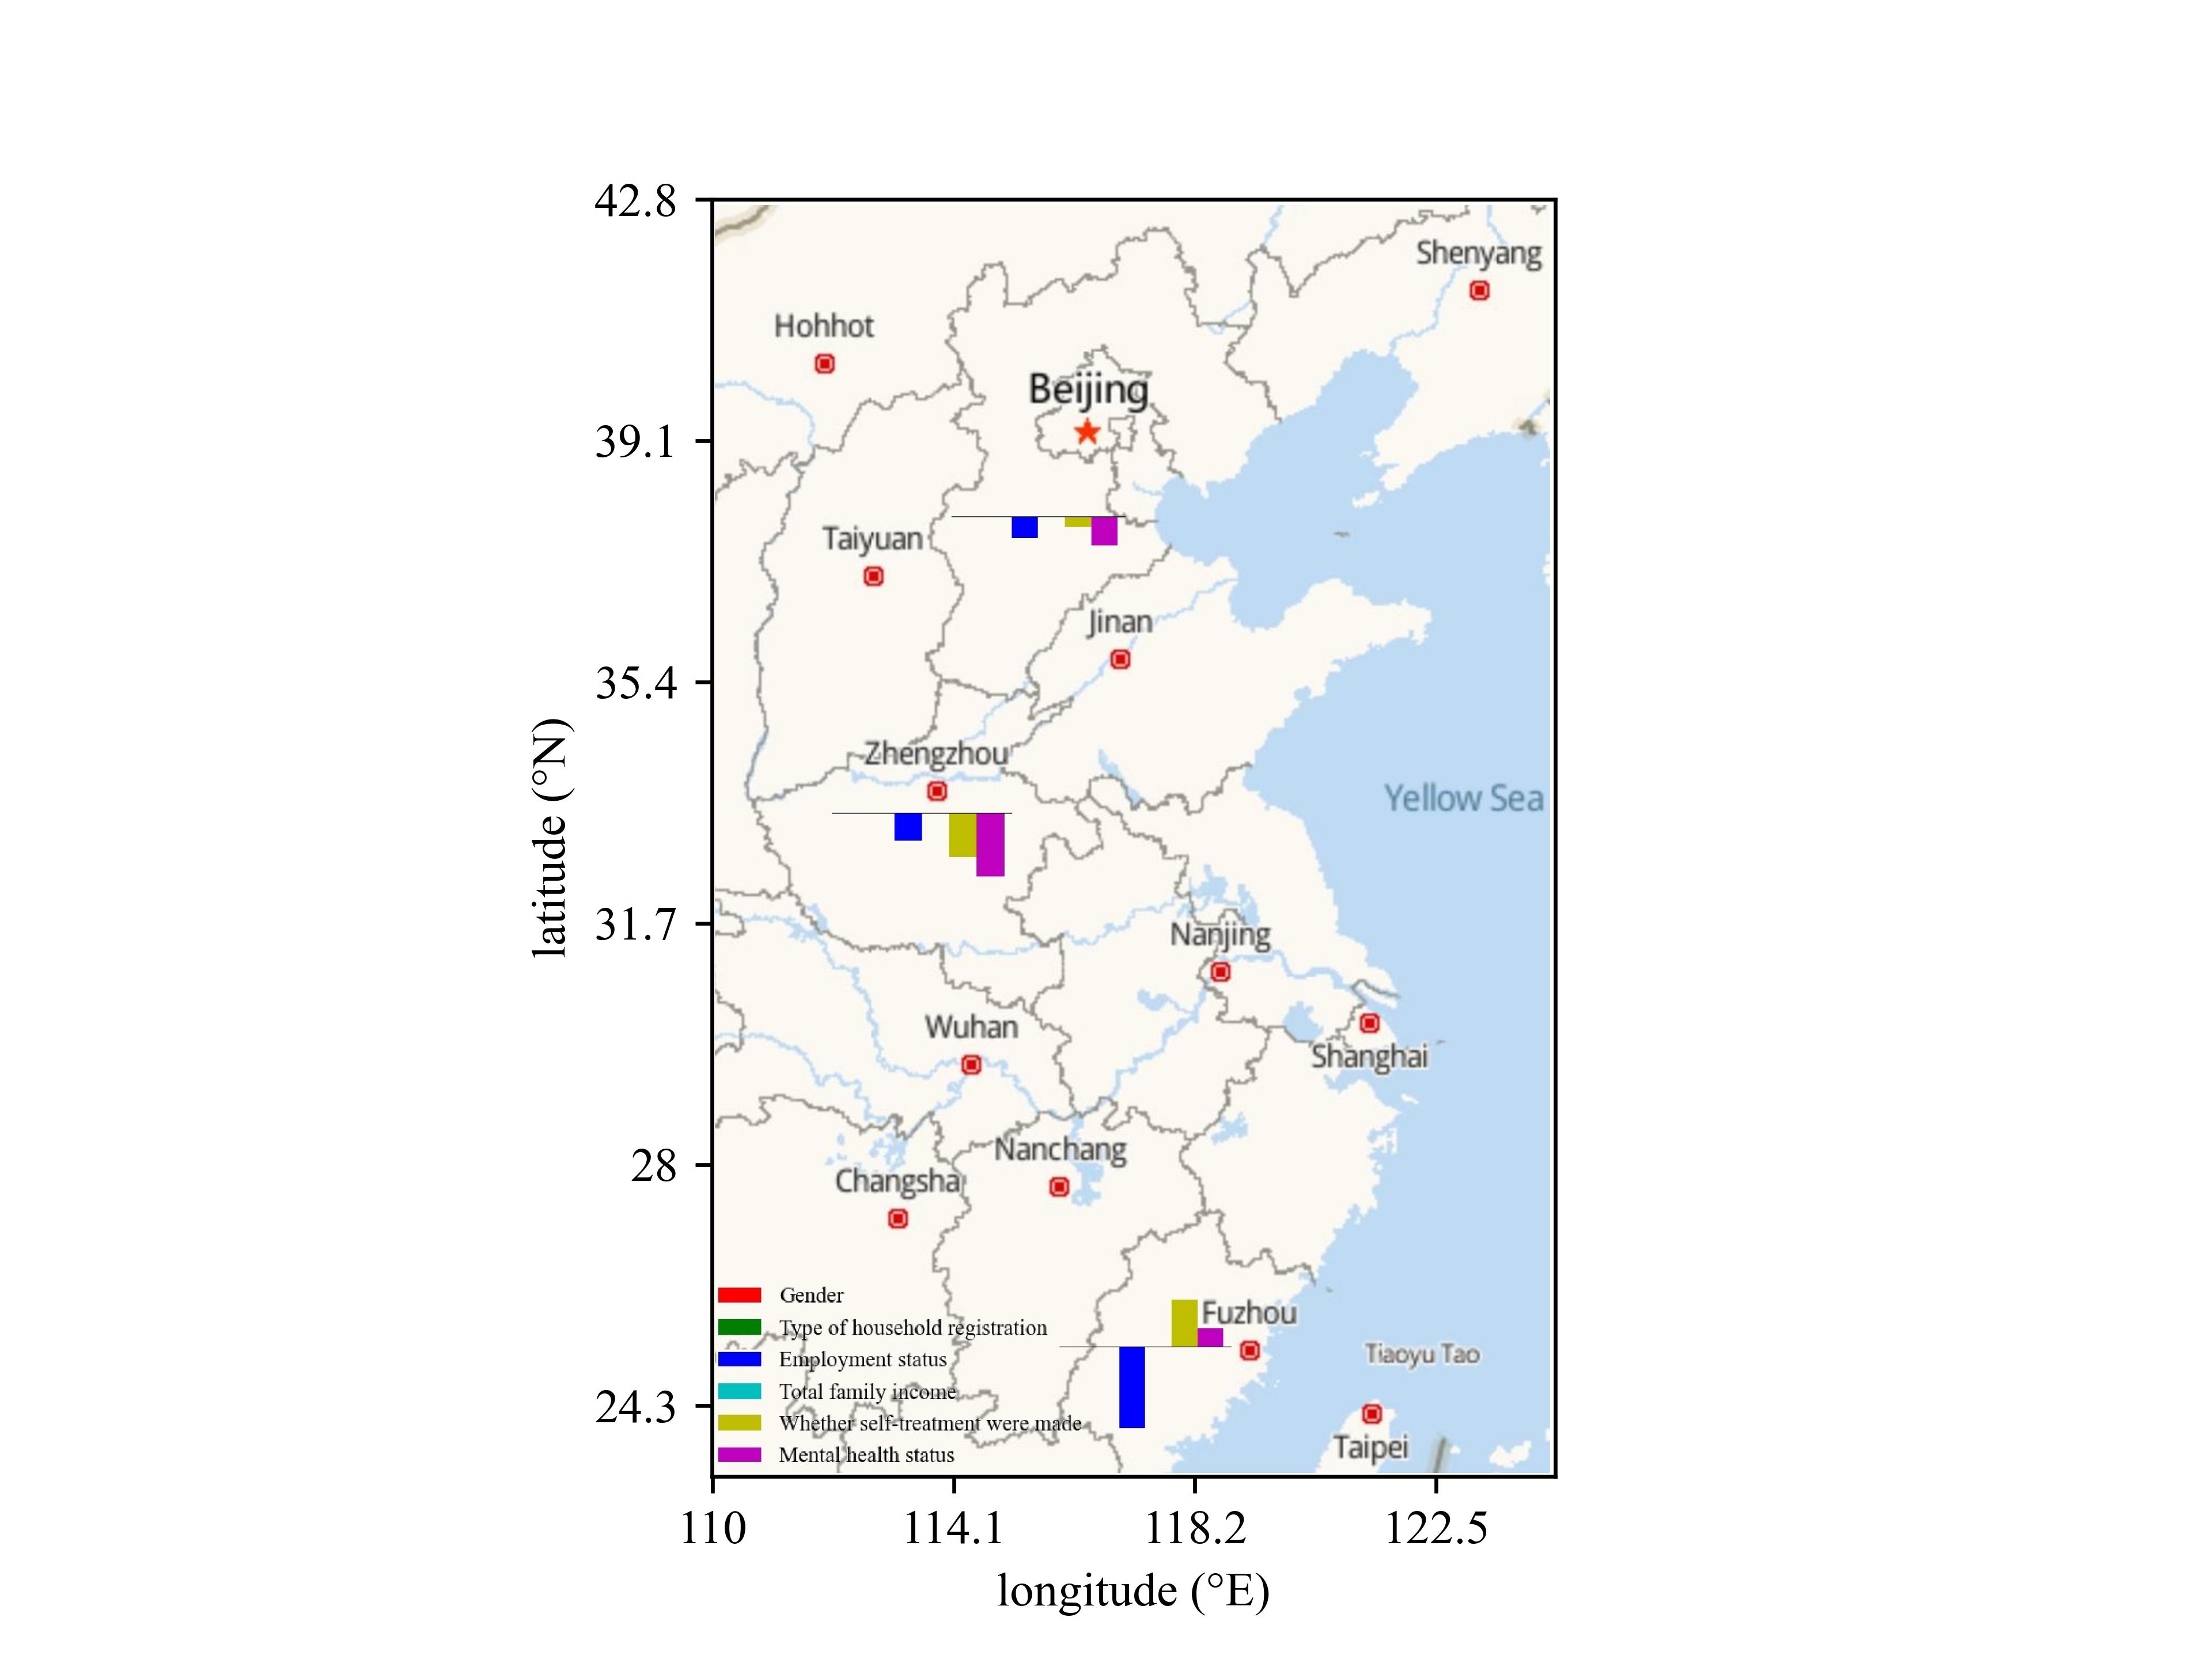 42.8
39.1
35.4
31.7
28
24.3
latitude (°N)
110
114.1
118.2
122.5
longitude (°E)
Shenyang
Hohhot
Beijing
Taiyuan
Jinan
Zhengzhou
Yellow Sea
Nanjing
Wuhan
Shanghai
Nanchang
Changsha
Fuzhou
Tiaoyu Tao
Taipei
Gender
Type of household registration
Employment status
Total family income
Whether self-treatment were made
Mental health status